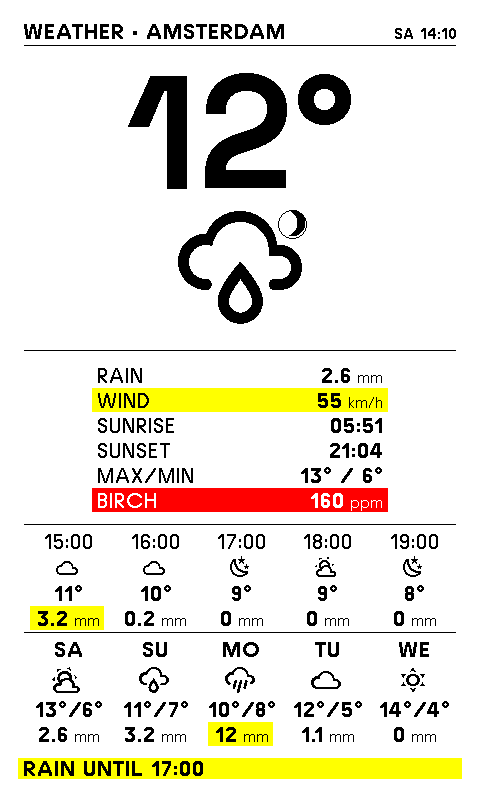 WEATHER · AMSTERDAM SA 14:10
12°
RAIN 2.6 mm
WIND 55 km/h
SUNRISE 05:51
SUNSET 21:04
MAX/MIN 13° / 6°
BIRCH 160 ppm
15:00 16:00 17:00 18:00 19:00
11° 10° 9° 9° 8°
3.2 mm 0.2 mm 0 mm 0 mm 0 mm
SA SU MO TU WE
13°/6° 11°/7° 10°/8° 12°/5° 14°/4°
2.6 mm 3.2 mm 12 mm 1.1 mm 0 mm
RAIN UNTIL 17:00